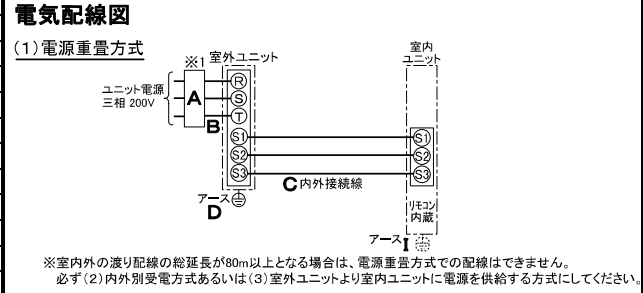 電気配線図
(1)電源重畳方式
※1 室外ユニット
室内
ユニット
ユニット電源
三相 200V
A
B
R
S
T
S1
S2
S3
S1
S2
S3
C 内外接続線
アース
D
リモコン
内蔵
アース I
※室内外の渡り配線の総延長が80m以上となる場合は、電源重畳方式での配線はできません。
必ず(2)内外別受電方式あるいは(3)室外ユニットより室内ユニットに電源を供給する方式にしてください。